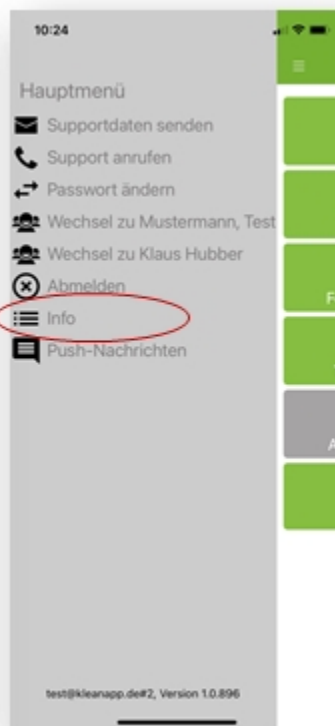 10:24
Hauptmenü
Supportdaten senden
Support anrufen
Passwort ändern
Wechsel zu Mustermann, Test
Wechsel zu Klaus Hubber
Abmelden
Info
Push-Nachrichten
F
A
test@kleanapp.de#2, Version 1.0.896